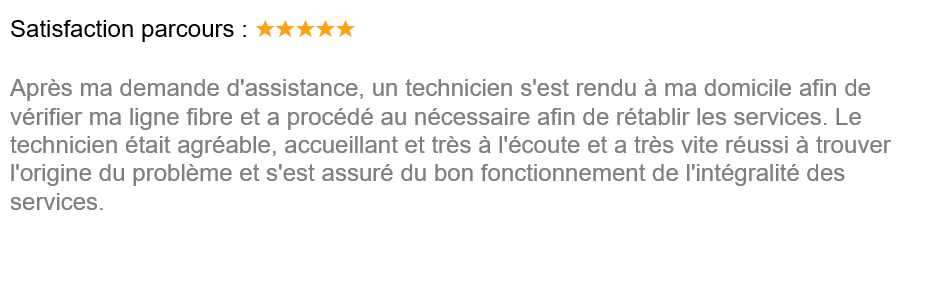 Satisfaction parcours : ★★★★★
Après ma demande d'assistance, un technicien s'est rendu à ma domicile afin de
vérifier ma ligne fibre et a procédé au nécessaire afin de rétablir les services. Le
technicien était agréable, accueillant et très à l'écoute et a très vite réussi à trouver
l'origine du problème et s'est assuré du bon fonctionnement de l'intégralité des
services.